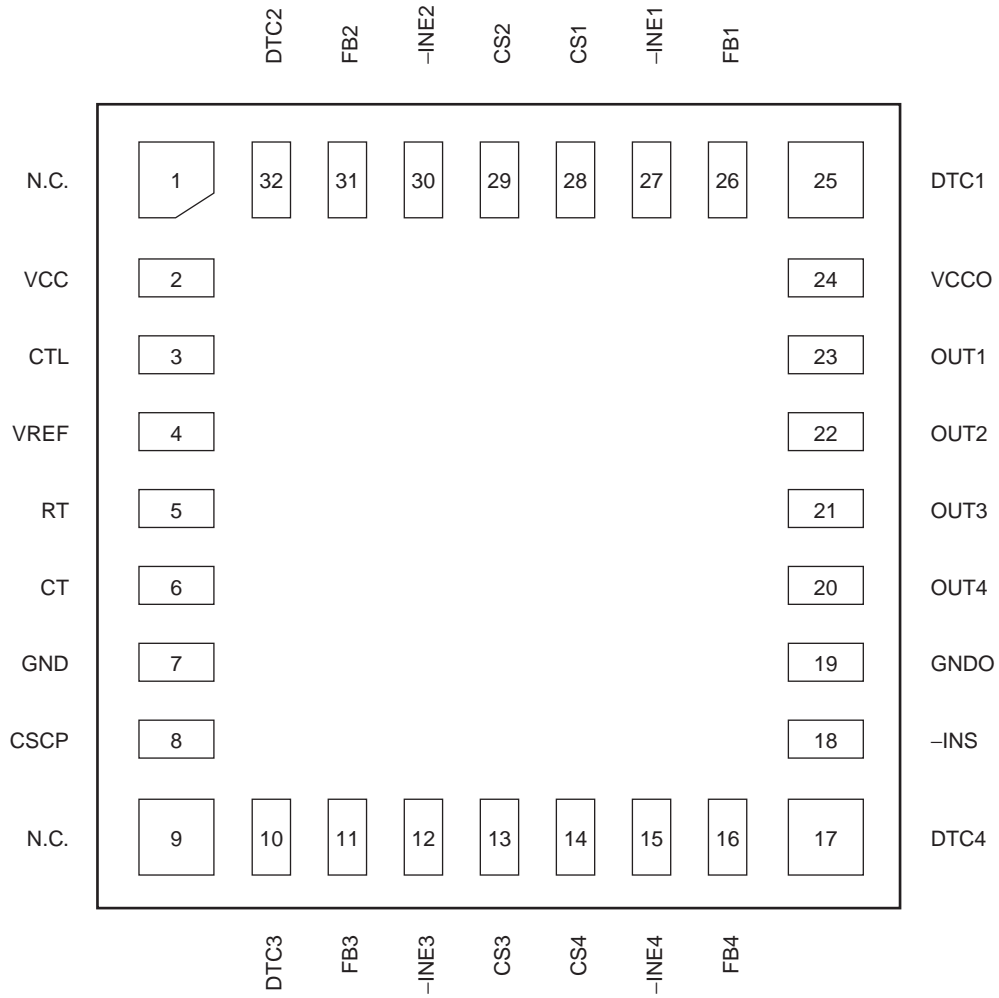 DTC2 FB2 –INE2 CS2 CS1 –INE1 FB1
N.C. 1 32 31 30 29 28 27 26 25 DTC1
VCC 2 24 VCCO
CTL 3 23 OUT1
VREF 4 22 OUT2
RT 5 21 OUT3
CT 6 20 OUT4
GND 7 19 GNDO
CSCP 8 18 –INS
N.C. 9 10 11 12 13 14 15 16 17 DTC4
DTC3 FB3 –INE3 CS3 CS4 –INE4 FB4